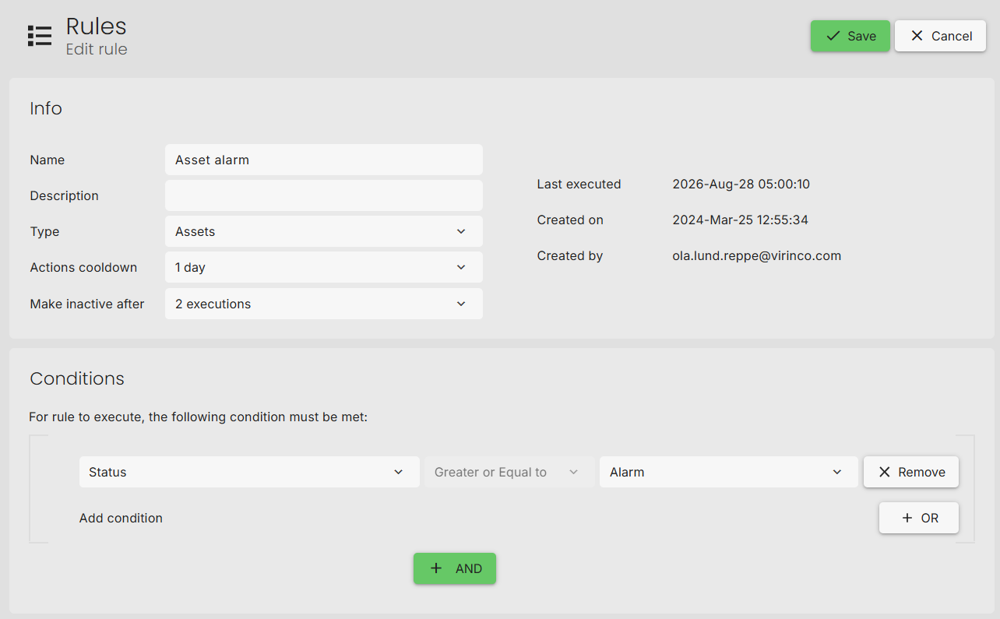 Rules
Edit rule
Save
Cancel
Info
Name
Asset alarm
Description
Type
Assets
Actions cooldown
1 day
Make inactive after
2 executions
Last executed
2026-Aug-28 05:00:10
Created on
2024-Mar-25 12:55:34
Created by
ola.lund.reppe@virinco.com
Conditions
For rule to execute, the following condition must be met:
Status
Greater or Equal to
Alarm
Remove
Add condition
+ OR
+ AND